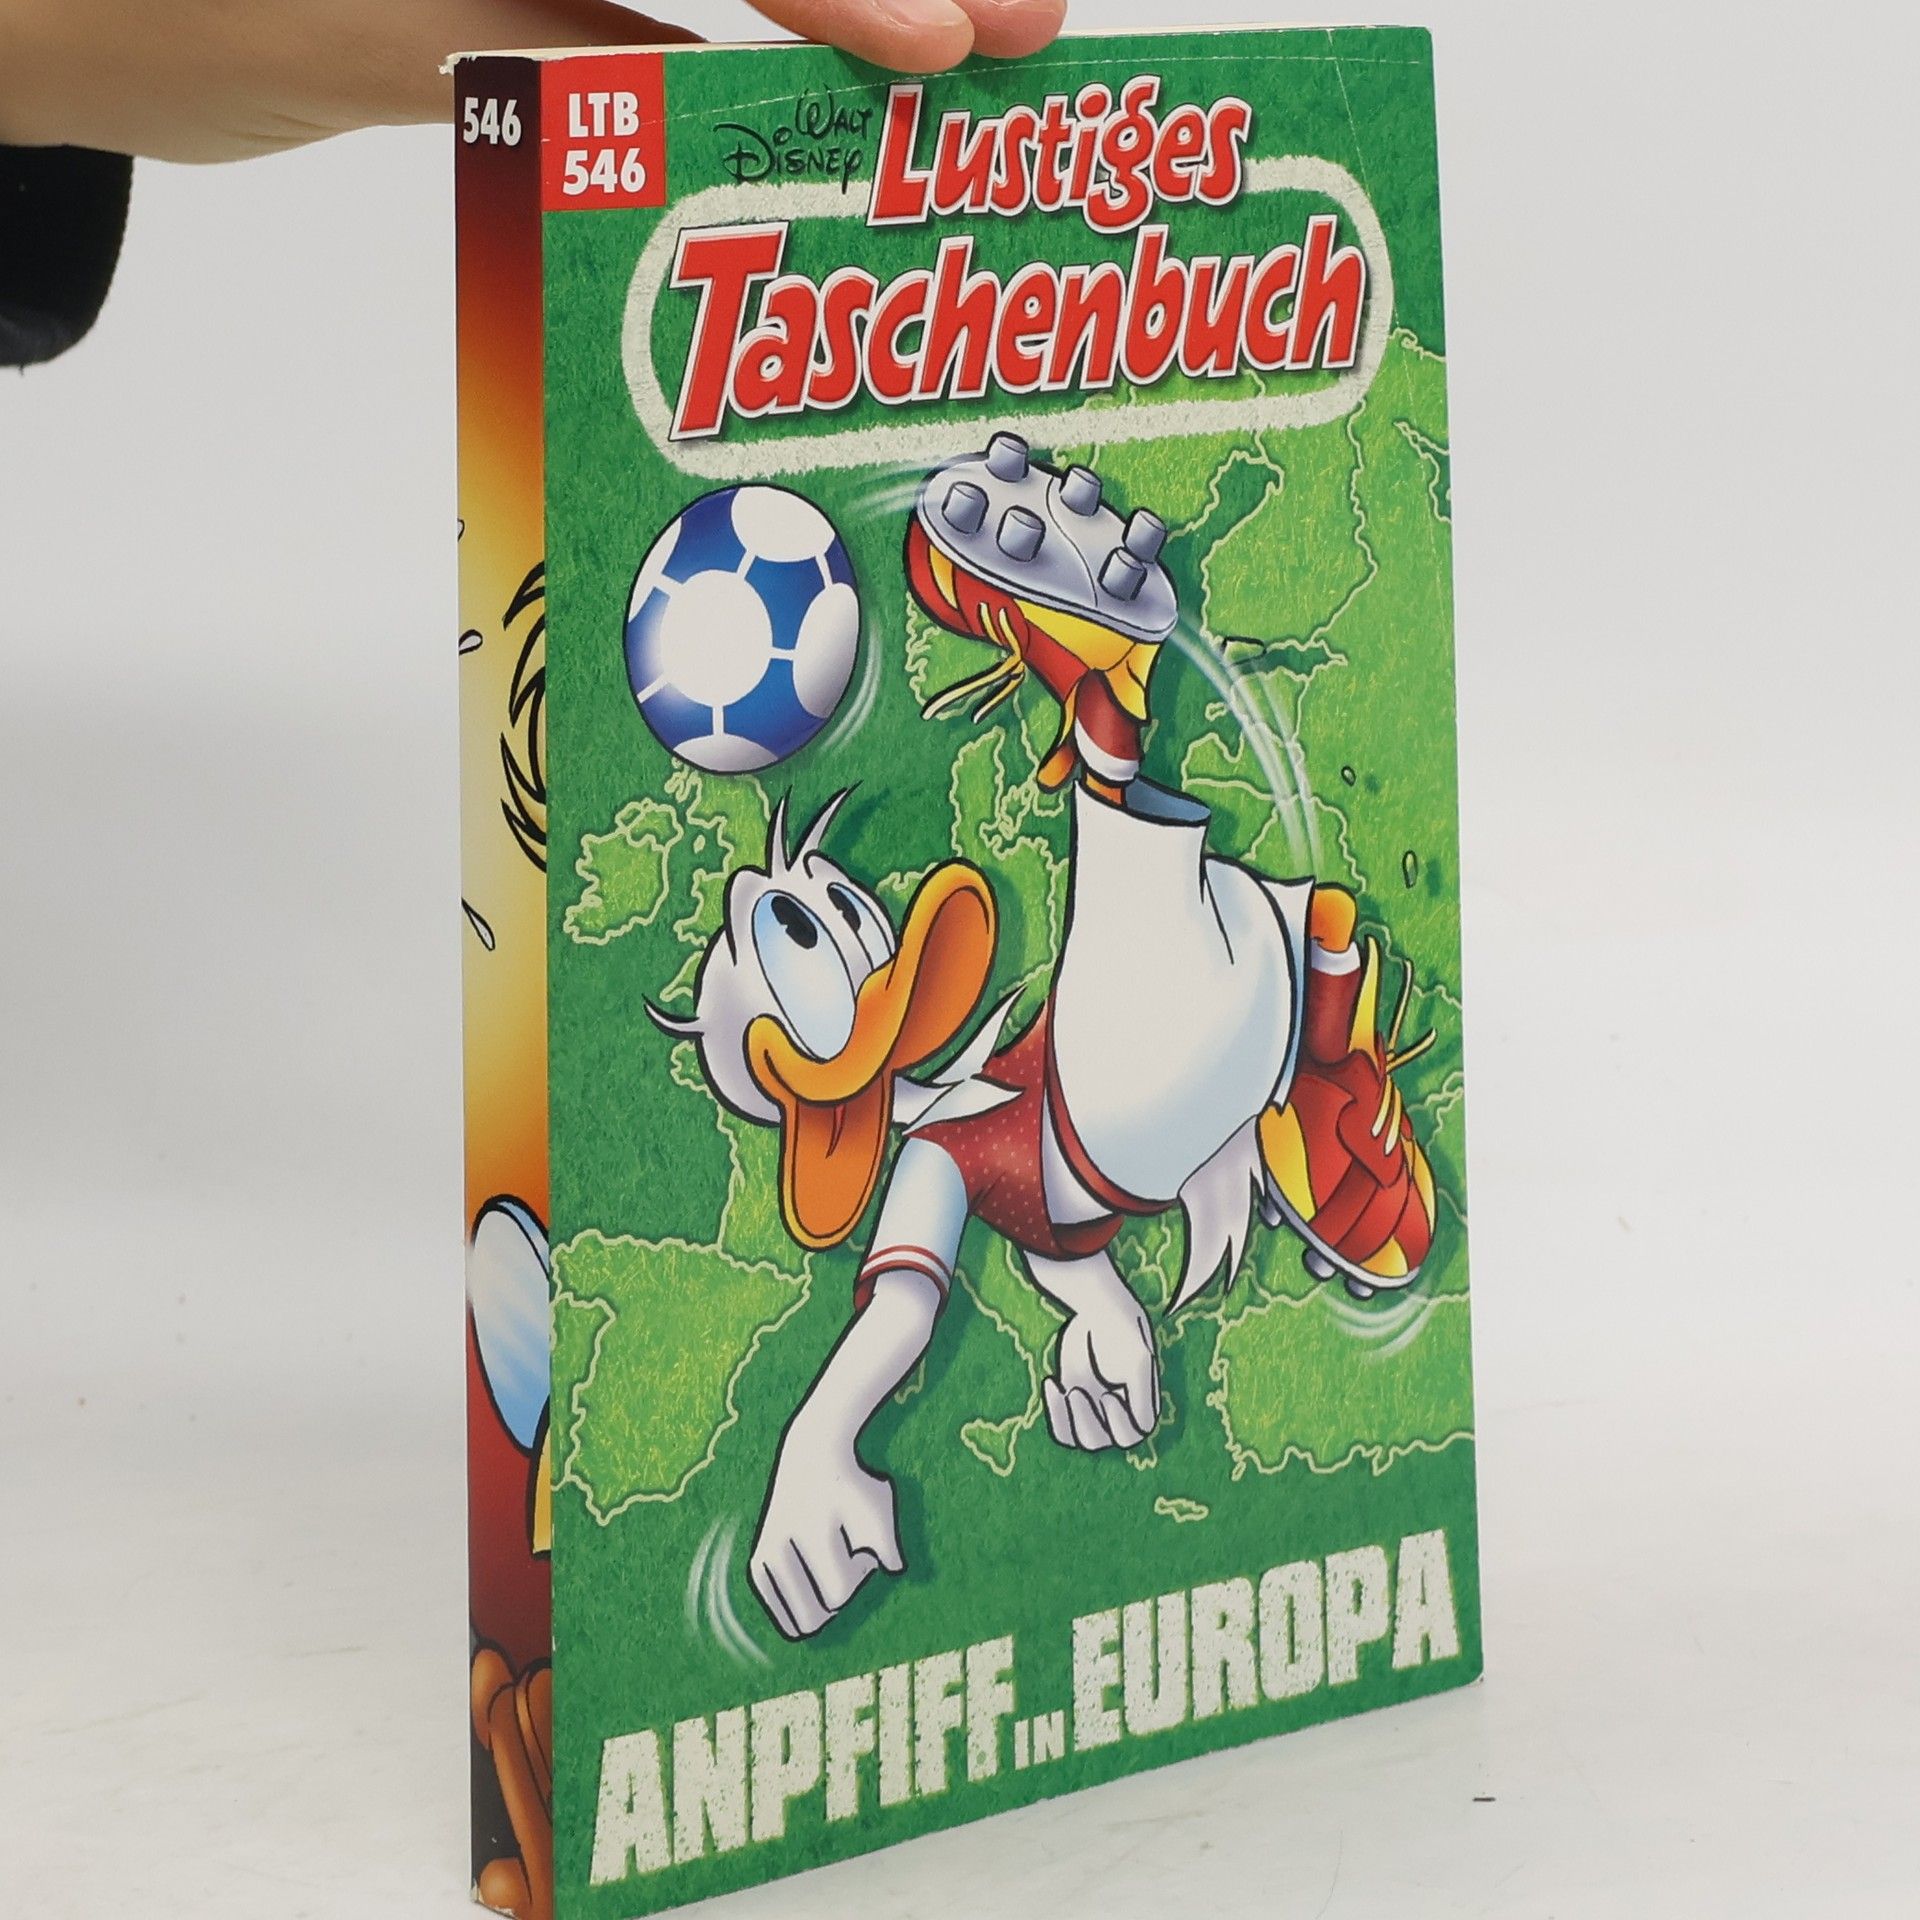 546
LTB
546
WALT
DISNEY
Lustiges
Taschenbuch
ANPFIFF IN EUROPA